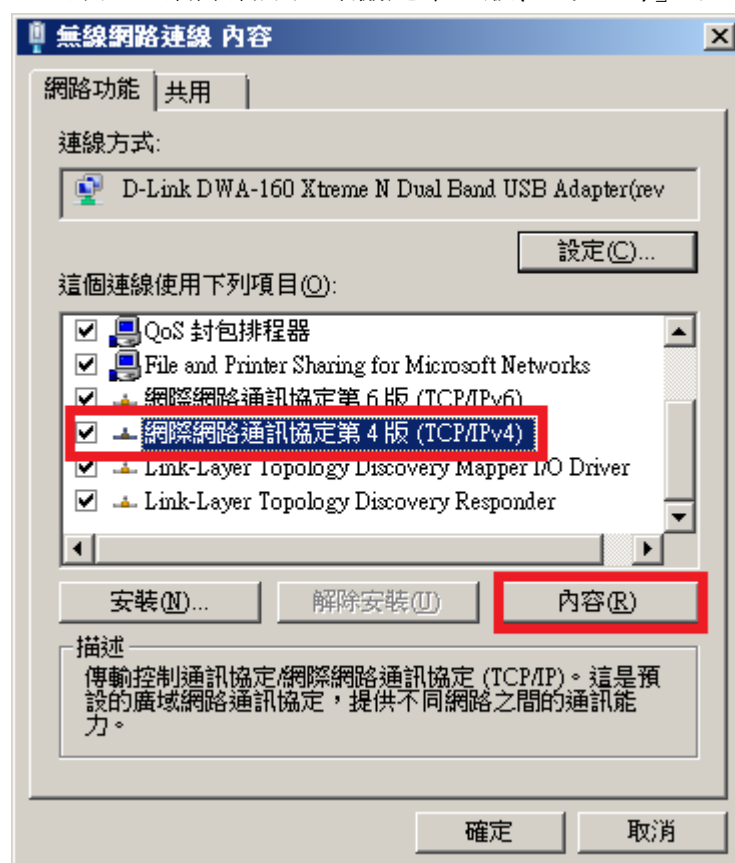 無線網路連線 內容
網路功能
共用
連線方式:
D-Link DWA-160 Xtreme N Dual Band USB Adapter(rev
設定(C)...
這個連線使用下列項目(O):
QoS 封包排程器
File and Printer Sharing for Microsoft Networks
網際網路通訊協定第 6 版 (TCP/IPv6)
網際網路通訊協定第 4 版 (TCP/IPv4)
Link-Layer Topology Discovery Mapper I/O Driver
Link-Layer Topology Discovery Responder
安裝(N)...
解除安裝(U)
內容(R)
描述
傳輸控制通訊協定/網際網路通訊協定 (TCP/IP)。這是預
設的廣域網路通訊協定，提供不同網路之間的通訊能
力。
確定
取消